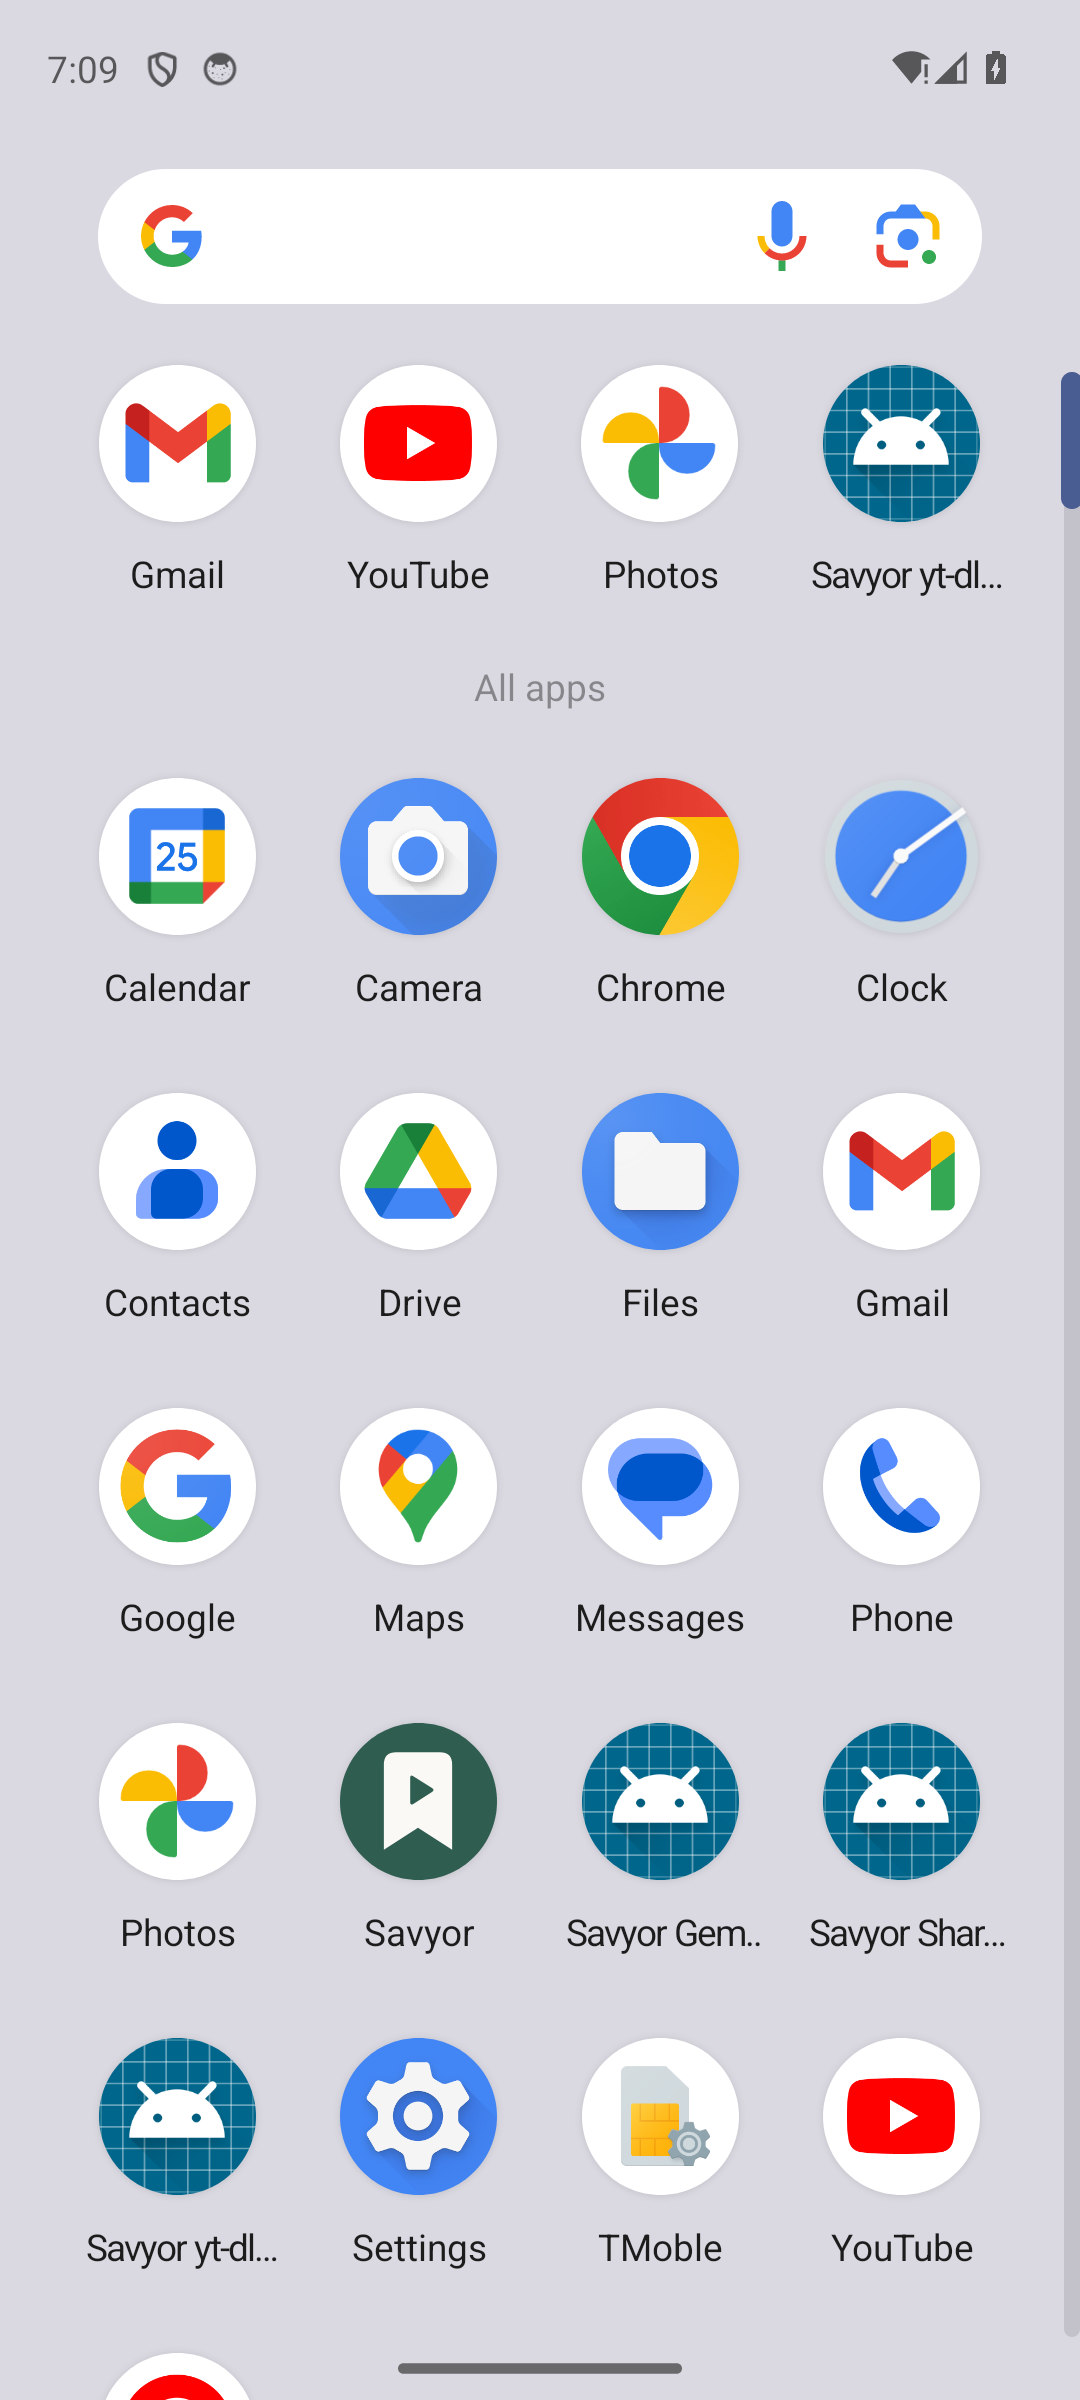 7:09
Gmail YouTube Photos Savyor yt-dl...
All apps
25
Calendar Camera Chrome Clock
Contacts Drive Files Gmail
Google Maps Messages Phone
Photos Savyor Savyor Gem.. Savyor Shar...
Savyor yt-dl... Settings TMoble YouTube